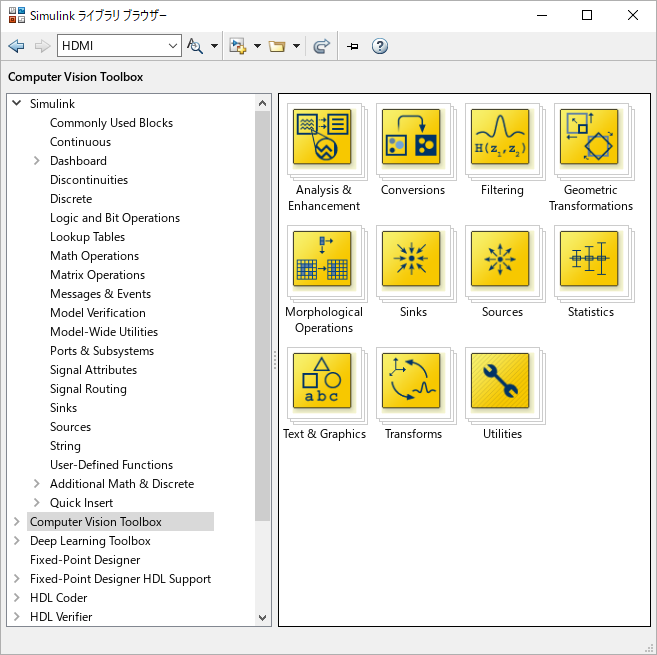 Simulink ライブラリ ブラウザー
HDMI
Computer Vision Toolbox
Simulink
Commonly Used Blocks
Continuous
Dashboard
Discontinuities
Discrete
Logic and Bit Operations
Lookup Tables
Math Operations
Matrix Operations
Messages & Events
Model Verification
Model-Wide Utilities
Ports & Subsystems
Signal Attributes
Signal Routing
Sinks
Sources
String
User-Defined Functions
Additional Math & Discrete
Quick Insert
Computer Vision Toolbox
Deep Learning Toolbox
Fixed-Point Designer
Fixed-Point Designer HDL Support
HDL Coder
HDL Verifier
H(z₁,z₂)
Analysis &
Enhancement
Conversions
Filtering
Geometric
Transformations
Morphological
Operations
Sinks
Sources
Statistics
abc
Text & Graphics
Transforms
Utilities